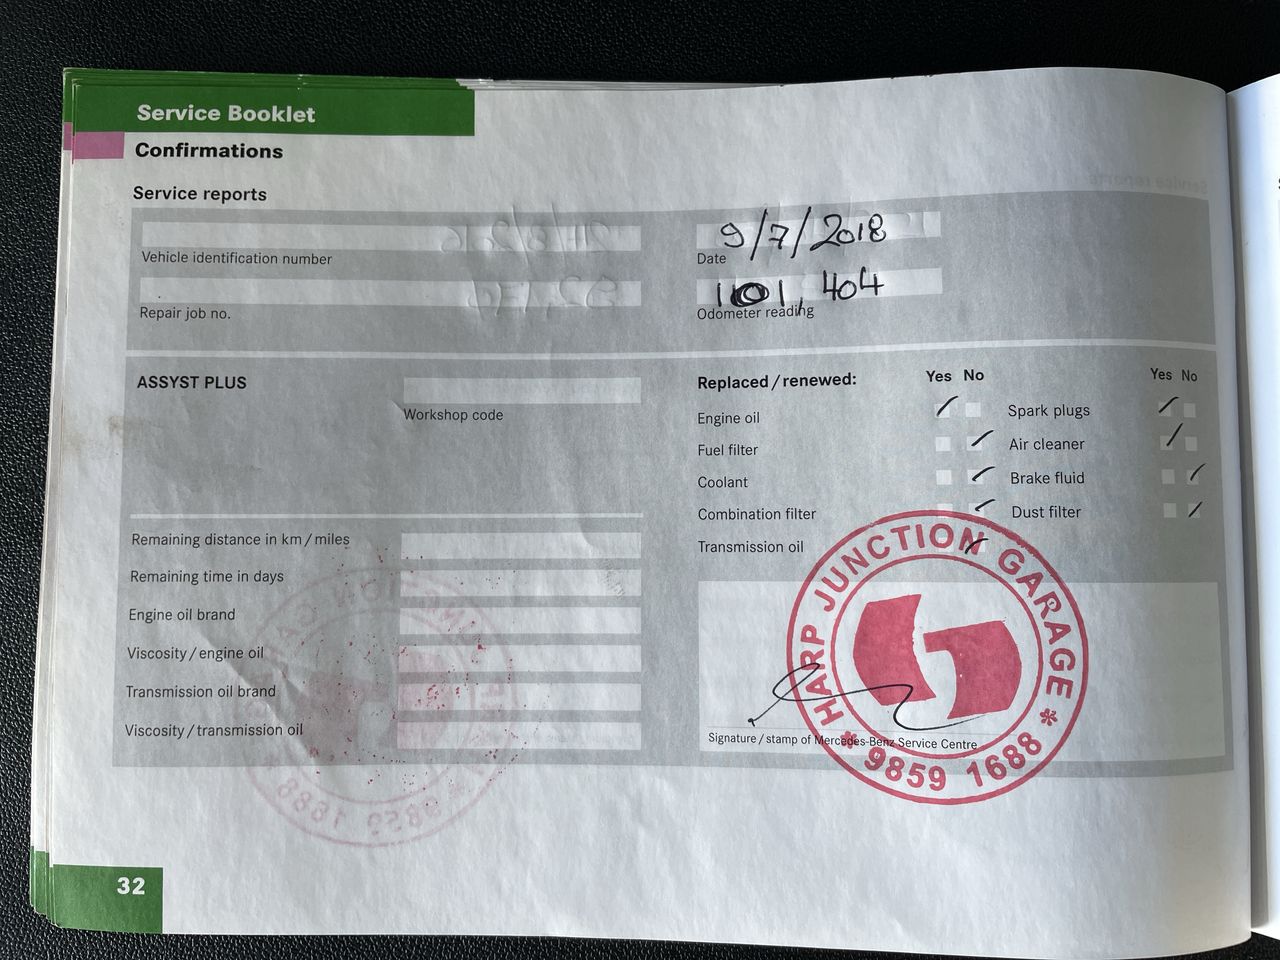 Service Booklet
Confirmations
Service reports
Vehicle identification number
9/7/2018
Date
Repair job no.
101,404
Odometer reading
ASSYST PLUS
Workshop code
Remaining distance in km/miles
Remaining time in days
Engine oil brand
Viscosity/engine oil
Transmission oil brand
Viscosity/transmission oil
Replaced/renewed: Yes No Yes No
Engine oil Spark plugs
Fuel filter Air cleaner
Coolant Brake fluid
Combination filter Dust filter
Transmission oil
HARP JUNCTION GARAGE
* 9859 1688 *
Signature/stamp of Mercedes-Benz Service Centre
32